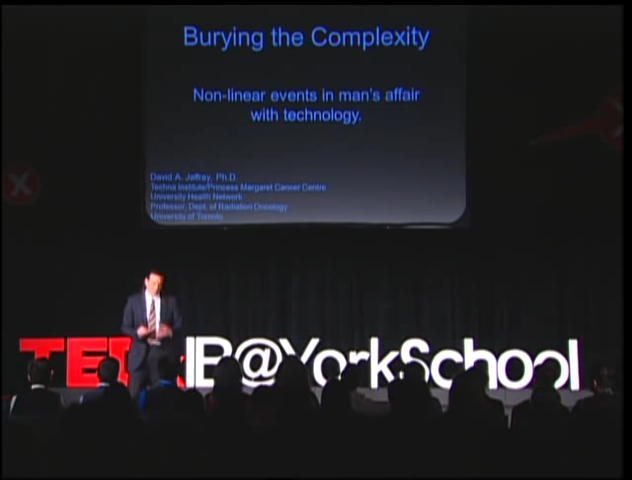 Burying the Complexity
Non-linear events in man's affair
with technology.
David A. Jaffray, Ph.D.
Techna Institute/Princess Margaret Cancer Centre
University Health Network
Professor, Dept. of Radiation Oncology
University of Toronto
TEDxIB@YorkSchool